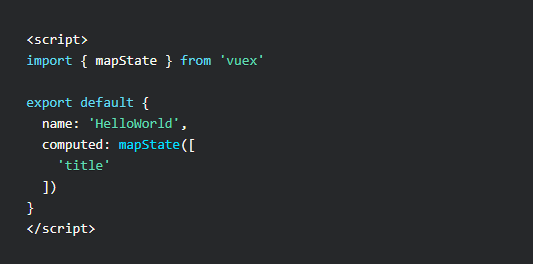 <script>
import { mapState } from 'vuex'

export default {
  name: 'HelloWorld',
  computed: mapState([
    'title'
  ])
}
</script>